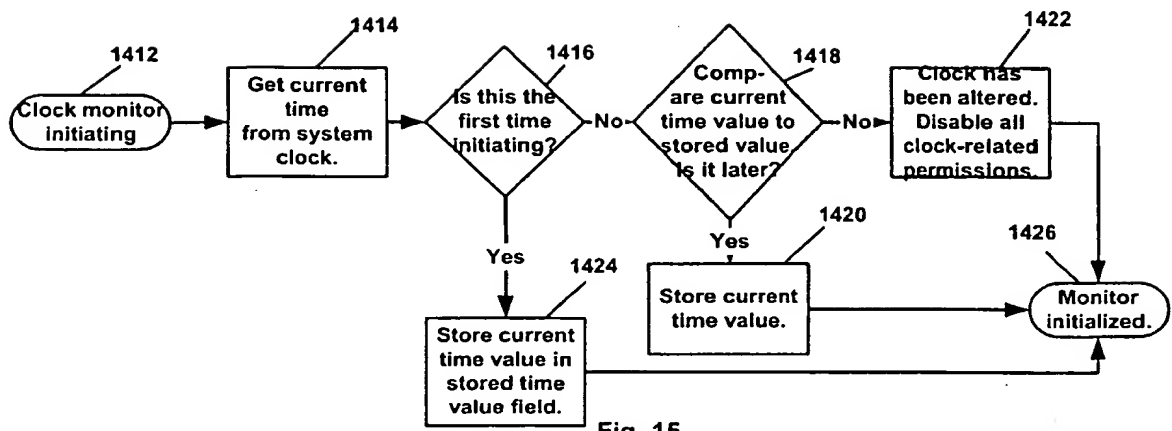 1412
Clock monitor
initiating
1414
Get current
time
from system
clock.
1416
Is this the
first time
initiating?
No
Yes
1418
Comp-
are current
time value to
stored value.
Is it later?
No
Yes
1422
Clock has
been altered.
Disable all
clock-related
permissions.
1420
Store current
time value.
1424
Store current
time value in
stored time
value field.
1426
Monitor
initialized.
Fig. 15